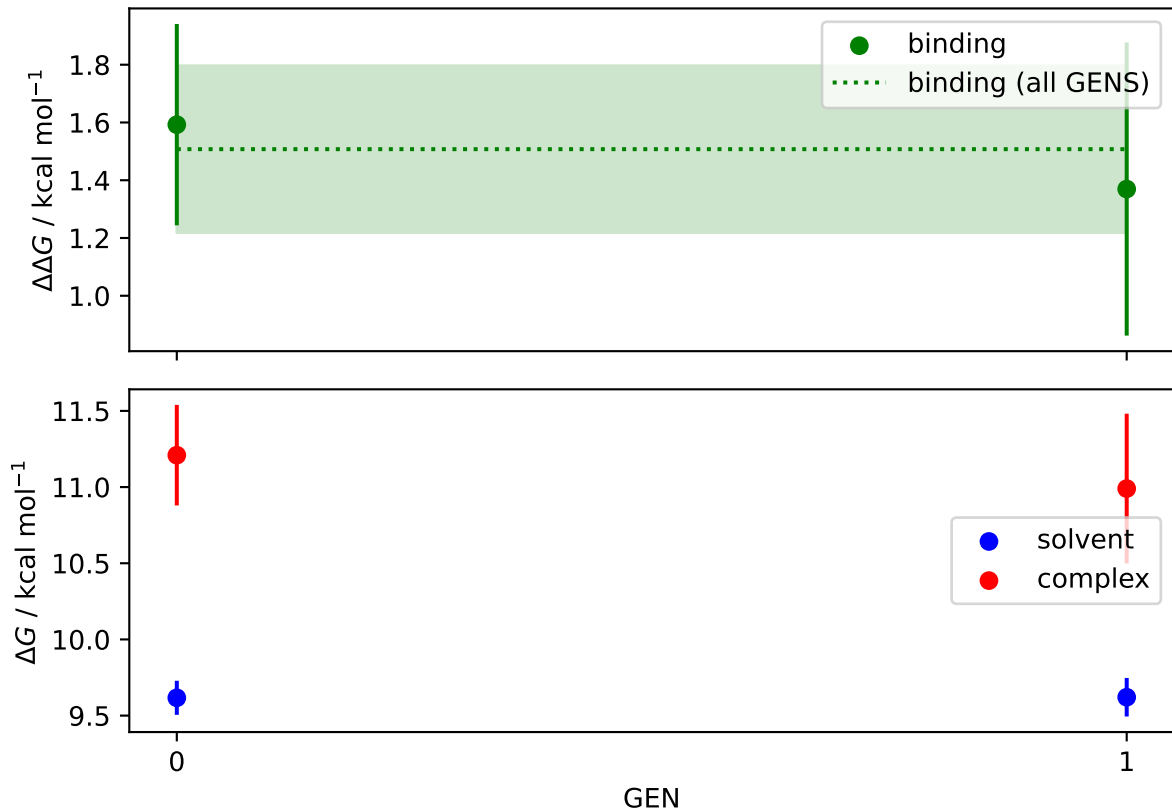 binding
binding (all GENS)
1.8
1.6
1.4
1.2
1.0
ΔΔG / kcal mol⁻¹
11.5
11.0
10.5
10.0
9.5
ΔG / kcal mol⁻¹
solvent
complex
0
1
GEN